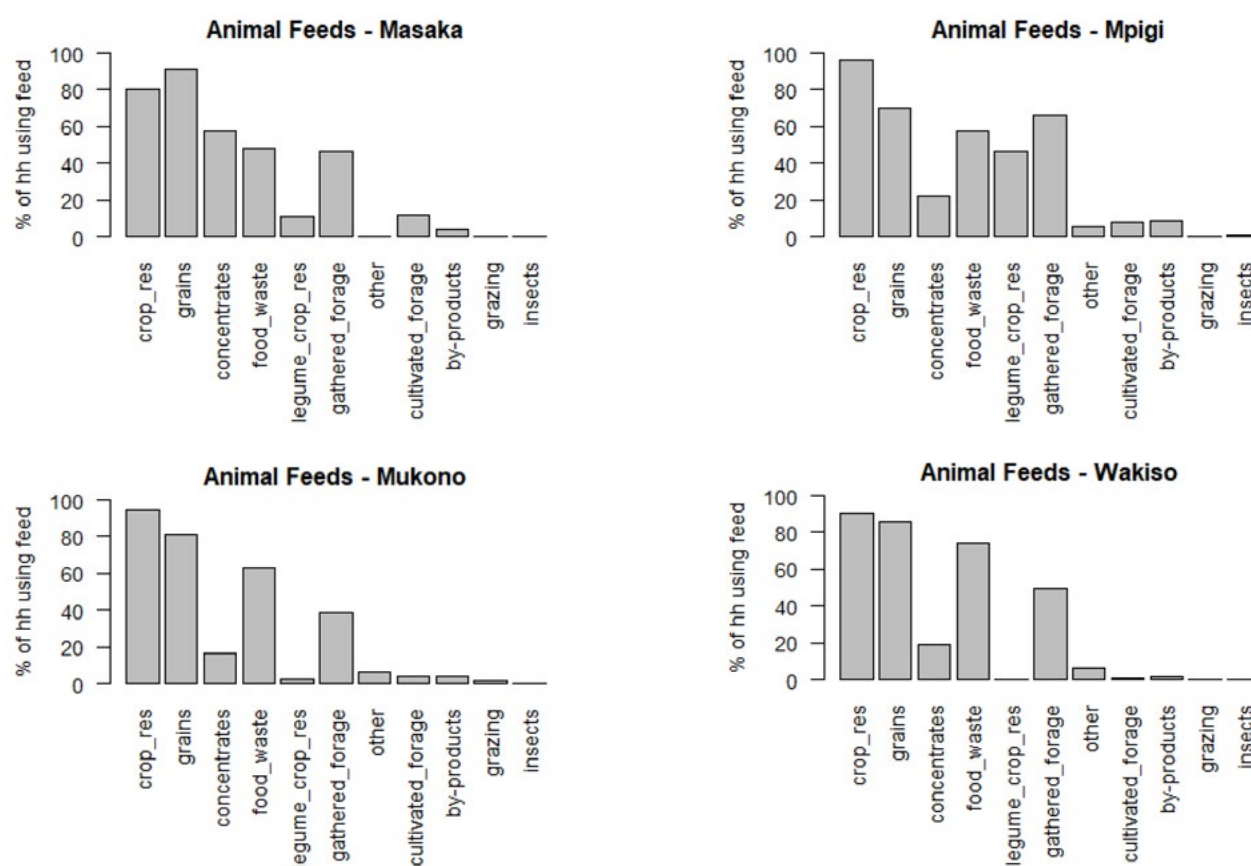 Animal Feeds - Masaka
% of hh using feed
100
80
60
40
20
0
crop_res
grains
concentrates
food_waste
legume_crop_res
gathered_forage
other
cultivated_forage
by-products
grazing
insects
Animal Feeds - Mpigi
% of hh using feed
100
80
60
40
20
0
crop_res
grains
concentrates
food_waste
legume_crop_res
gathered_forage
other
cultivated_forage
by-products
grazing
insects
Animal Feeds - Mukono
% of hh using feed
100
80
60
40
20
0
crop_res
grains
concentrates
food_waste
egume_crop_res
gathered_forage
other
cultivated_forage
by-products
grazing
insects
Animal Feeds - Wakiso
% of hh using feed
100
80
60
40
20
0
crop_res
grains
concentrates
food_waste
legume_crop_res
gathered_forage
other
cultivated_forage
by-products
grazing
insects